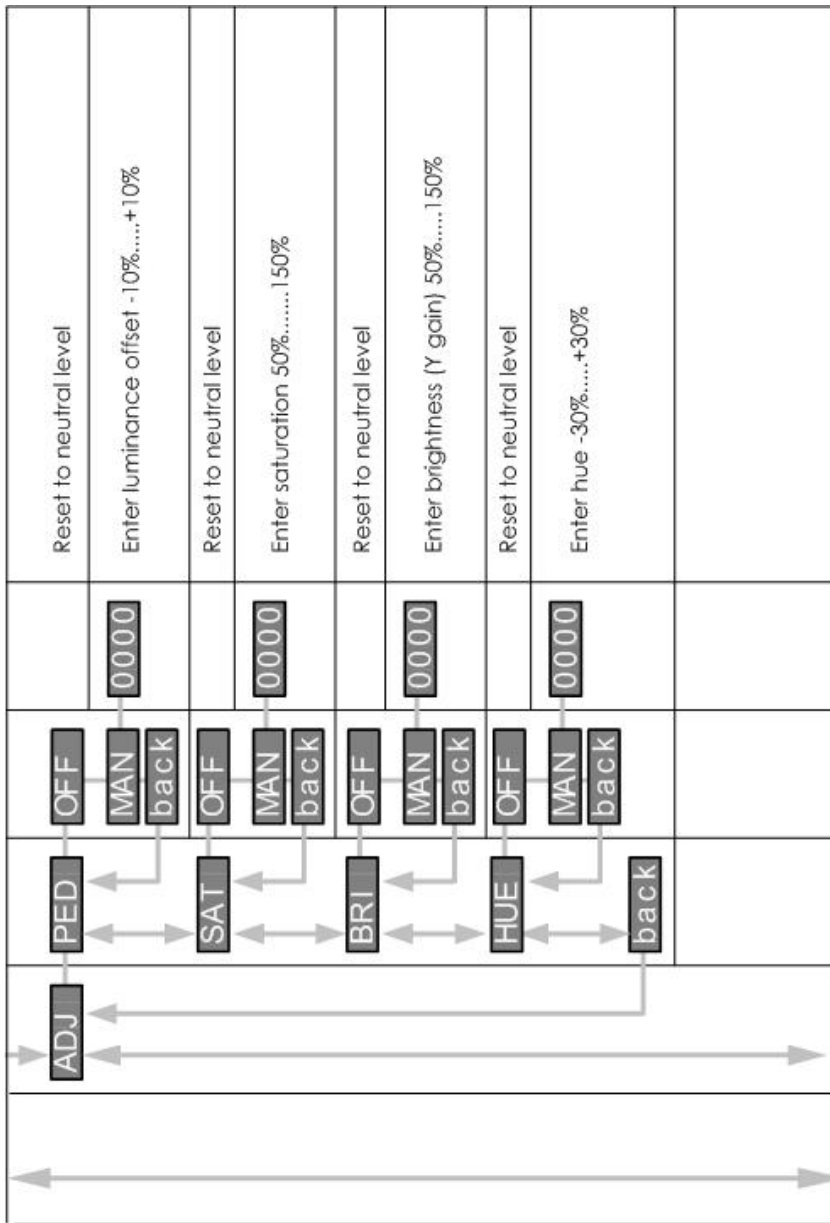 ADJ
PED
OFF
Reset to neutral level
MAN
0000
Enter luminance offset -10%.....+10%
back
SAT
OFF
Reset to neutral level
MAN
0000
Enter saturation 50%.......150%
back
BRI
OFF
Reset to neutral level
MAN
0000
Enter brightness (Y gain) 50%.....150%
back
HUE
OFF
Reset to neutral level
MAN
0000
Enter hue -30%.....+30%
back
back